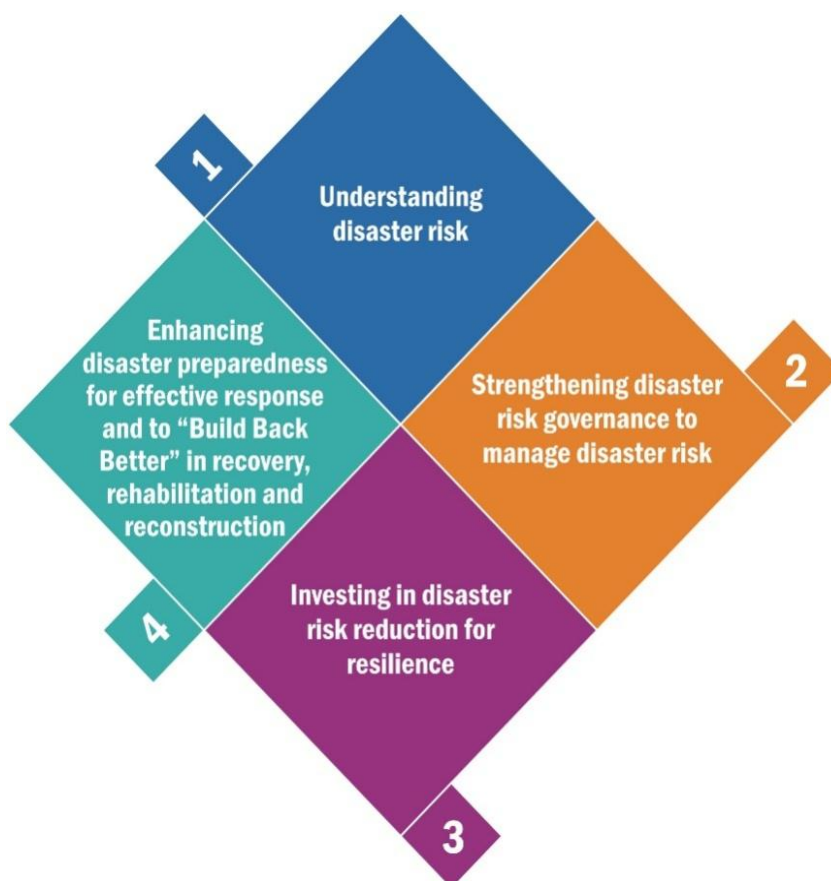 1
Understanding
disaster risk
2
Strengthening disaster
risk governance to
manage disaster risk
3
Investing in disaster
risk reduction for
resilience
4
Enhancing
disaster preparedness
for effective response
and to “Build Back
Better” in recovery,
rehabilitation and
reconstruction